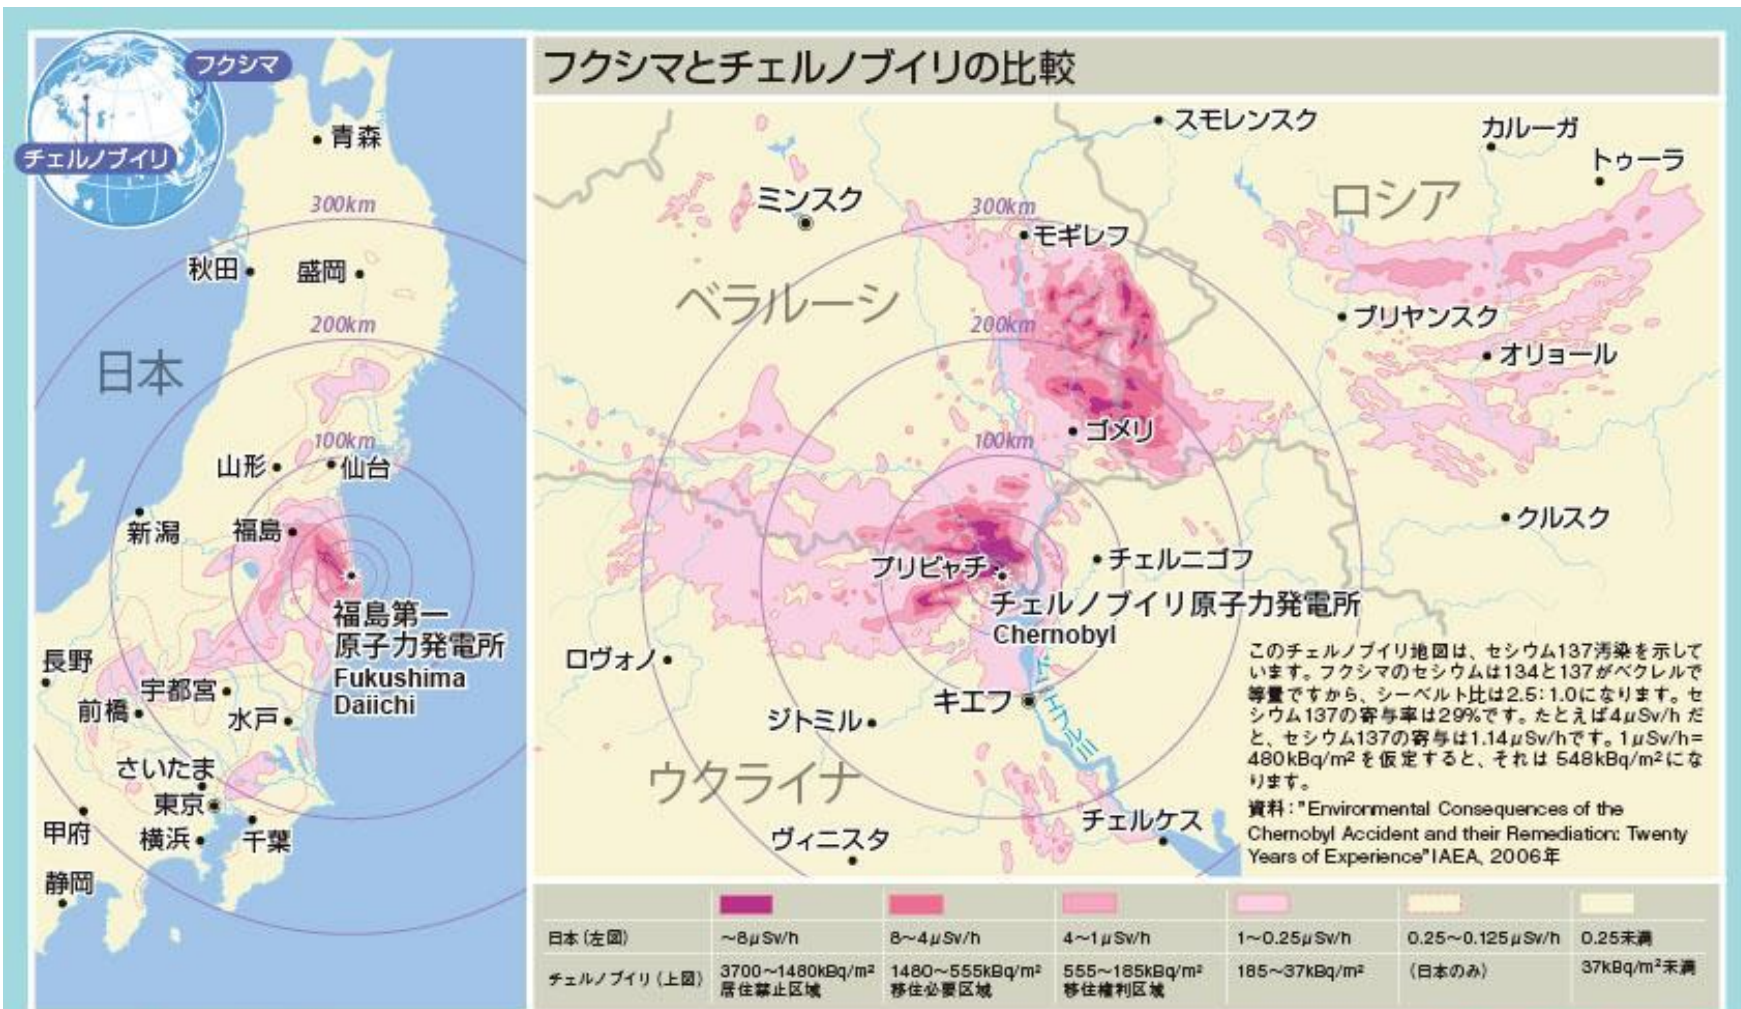 フクシマ
チェルノブイリ
フクシマとチェルノブイリの比較
青森
300km
秋田
盛岡
200km
日本
100km
山形
仙台
新潟
福島
福島第一
原子力発電所
Fukushima
Daiichi
長野
宇都宮
前橋
水戸
さいたま
東京
甲府
横浜
千葉
静岡
スモレンスク
カルーガ
トゥーラ
ロシア
ミンスク
300km
モギレフ
ベラルーシ
200km
ブリヤンスク
オリョール
ゴメリ
100km
クルスク
プリピャチ
チェルニゴフ
チェルノブイリ原子力発電所
Chernobyl
ロヴォノ
キエフ
ジトミル
ドニエプル川
ウクライナ
チェルケス
ヴィニスタ
このチェルノブイリ地図は、セシウム137汚染を示して
います。フクシマのセシウムは134と137がベクレルで
等量ですから、シーベルト比は2.5:1.0になります。セ
シウム137の寄与率は29%です。たとえば4μSv/h だ
と、セシウム137の寄与は1.14μSv/hです。1μSv/h=
480kBq/m²を仮定すると、それは 548kBq/m²にな
ります。
資料:"Environmental Consequences of the
Chernobyl Accident and their Remediation: Twenty
Years of Experience"IAEA、2006年
日本(左図)
〜8μSv/h
8〜4μSv/h
4〜1μSv/h
1〜0.25μSv/h
0.25〜0.125μSv/h
0.25未満
チェルノブイリ(上図)
3700〜1480kBq/m²
居住禁止区域
1480〜555kBq/m²
移住必要区域
555〜185kBq/m²
移住権利区域
185〜37kBq/m²
(日本のみ)
37kBq/m²未満